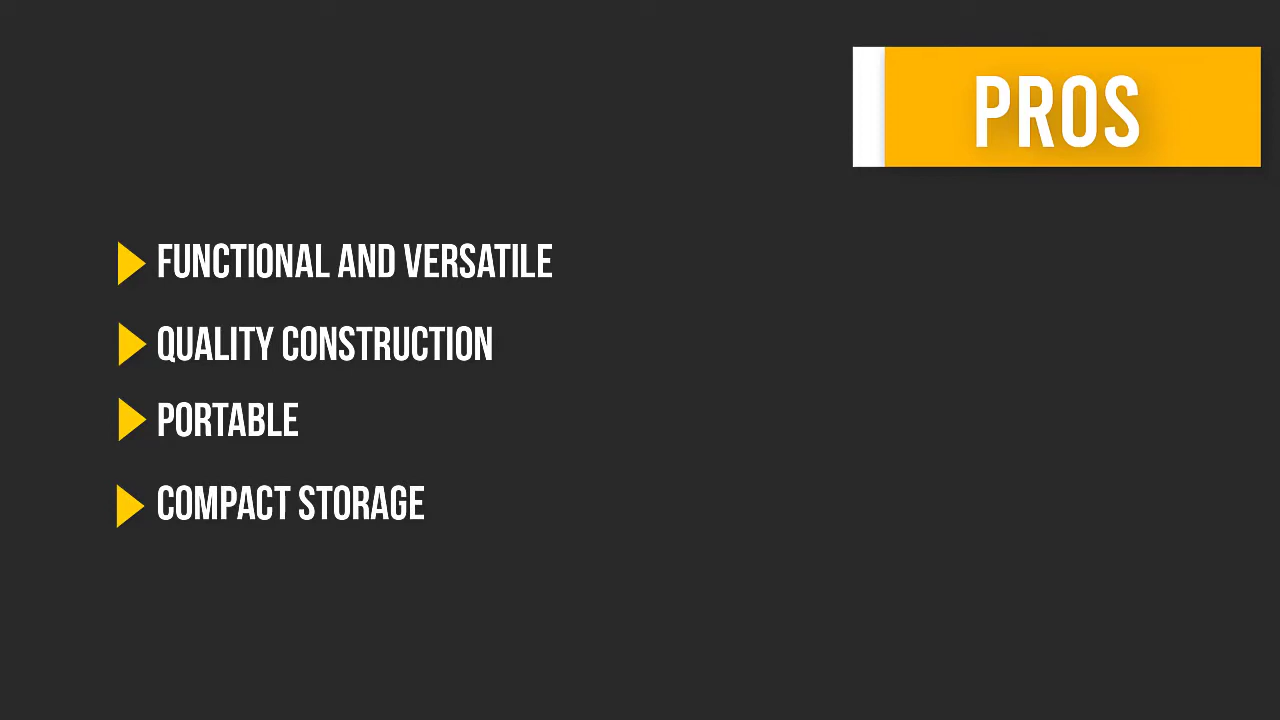 PROS
FUNCTIONAL AND VERSATILE
QUALITY CONSTRUCTION
PORTABLE
COMPACT STORAGE